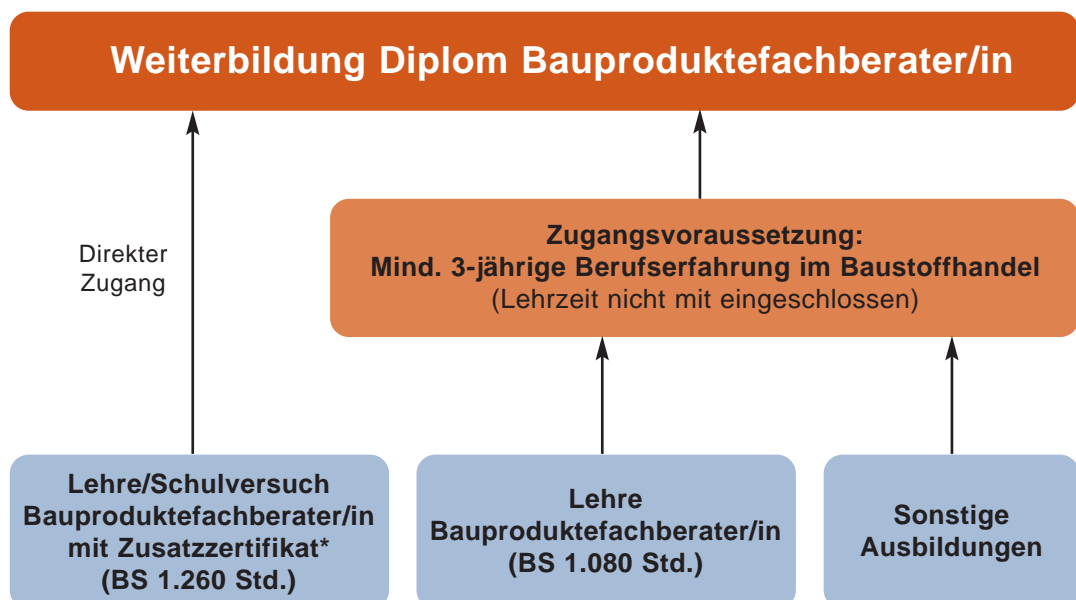 Weiterbildung Diplom Bauproduktefachberater/in
Direkter
Zugang
Zugangsvoraussetzung:
Mind. 3-jährige Berufserfahrung im Baustoffhandel
(Lehrzeit nicht mit eingeschlossen)
Lehre/Schulversuch
Bauproduktefachberater/in
mit Zusatzzertifikat*
(BS 1.260 Std.)
Lehre
Bauproduktefachberater/in
(BS 1.080 Std.)
Sonstige
Ausbildungen